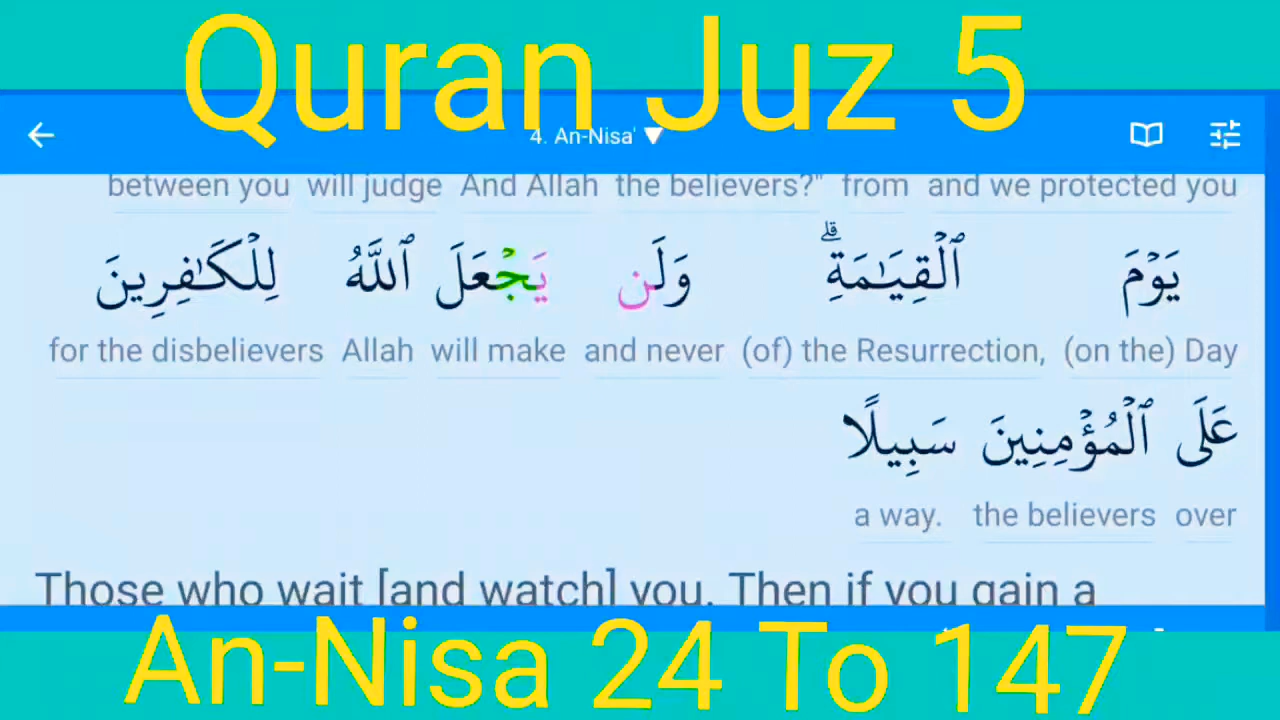 Quran Juz 5
4. An-Nisa' ▼
between you will judge And Allah the believers?" from and we protected you
يَوْمَ ٱلْقِيَـٰمَةِ ۗ وَلَن يَجْعَلَ ٱللَّهُ لِلْكَـٰفِرِينَ
for the disbelievers Allah will make and never (of) the Resurrection, (on the) Day
عَلَى ٱلْمُؤْمِنِينَ سَبِيلًا
a way. the believers over
Those who wait [and watch] you. Then if you gain a
An-Nisa 24 To 147